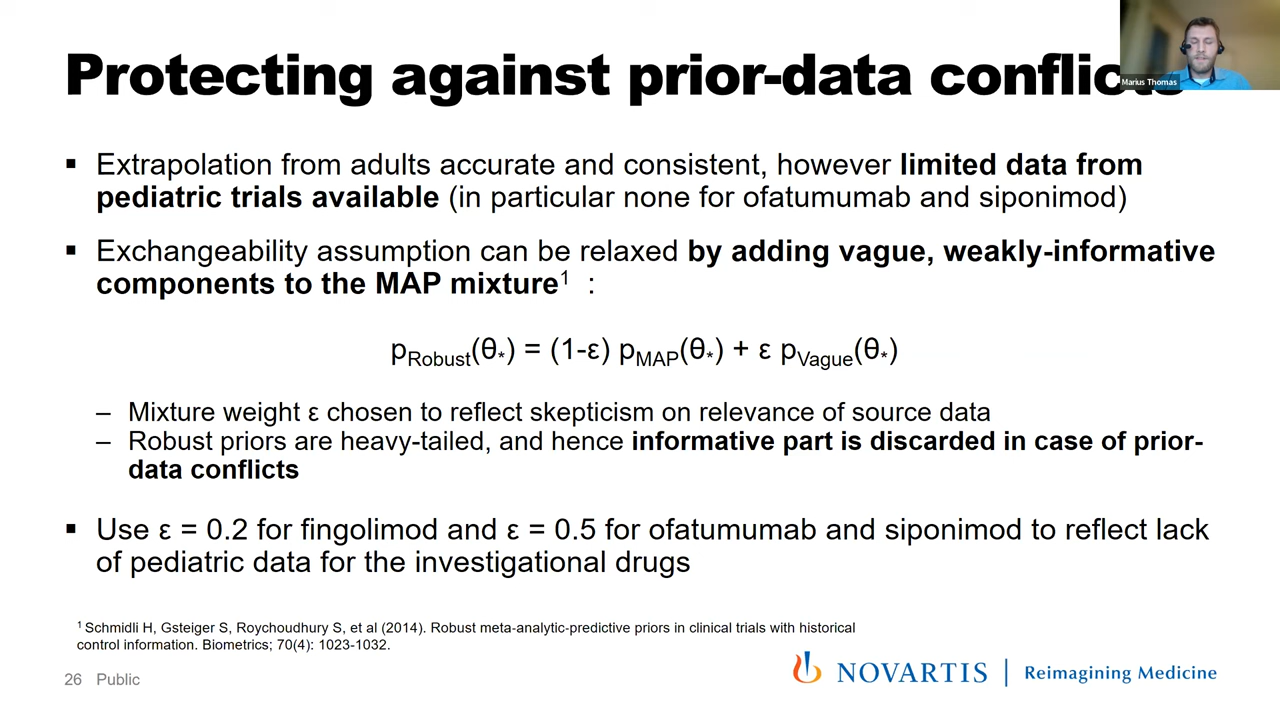 Protecting against prior-data conflicts
Marius Thomas
▪ Extrapolation from adults accurate and consistent, however limited data from
pediatric trials available (in particular none for ofatumumab and siponimod)
▪ Exchangeability assumption can be relaxed by adding vague, weakly-informative
components to the MAP mixture¹ :
pRobust(θ*) = (1-ε) pMAP(θ*) + ε pVague(θ*)
– Mixture weight ε chosen to reflect skepticism on relevance of source data
– Robust priors are heavy-tailed, and hence informative part is discarded in case of prior-
data conflicts
▪ Use ε = 0.2 for fingolimod and ε = 0.5 for ofatumumab and siponimod to reflect lack
of pediatric data for the investigational drugs
¹ Schmidli H, Gsteiger S, Roychoudhury S, et al (2014). Robust meta-analytic-predictive priors in clinical trials with historical
control information. Biometrics; 70(4): 1023-1032.
26 Public
NOVARTIS | Reimagining Medicine